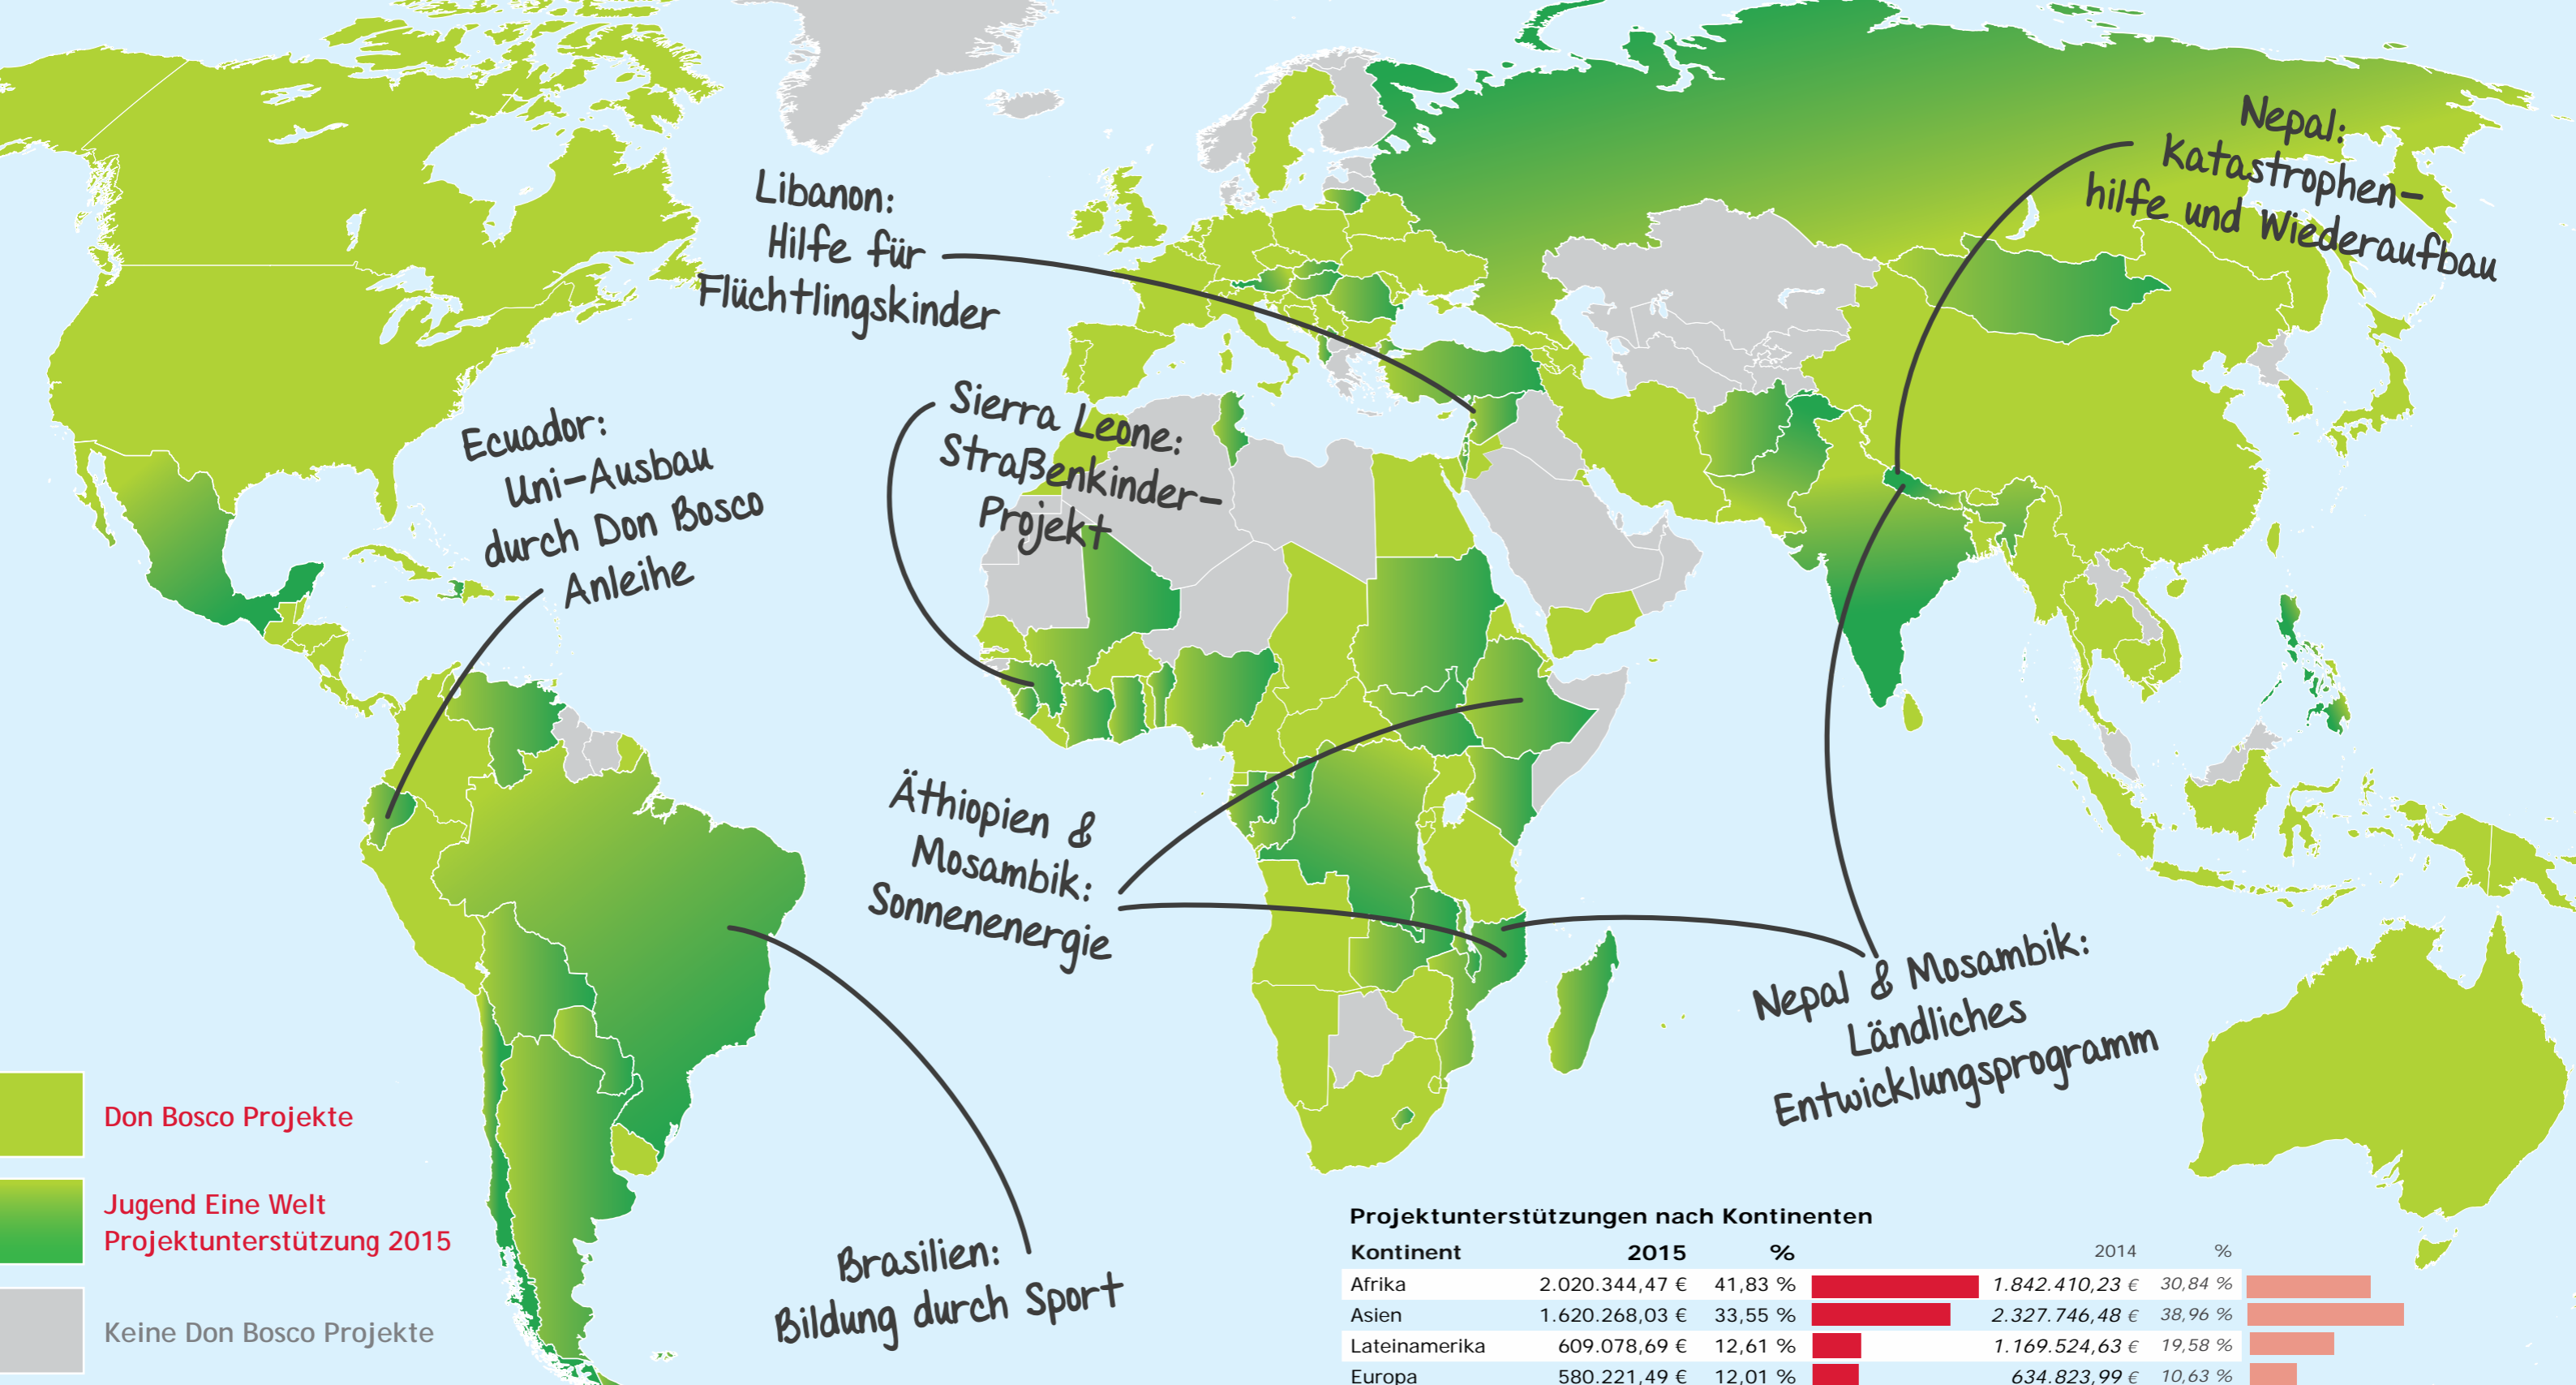 Nepal:
Katastrophen-
hilfe und Wiederaufbau
Libanon:
Hilfe für
Flüchtlingskinder
Sierra Leone:
Straßenkinder-
Projekt
Ecuador:
Uni-Ausbau
durch Don Bosco
Anleihe
Äthiopien &
Mosambik:
Sonnenenergie
Nepal & Mosambik:
Ländliches
Entwicklungsprogramm
Brasilien:
Bildung durch Sport
Don Bosco Projekte
Jugend Eine Welt
Projektunterstützung 2015
Keine Don Bosco Projekte
Projektunterstützungen nach Kontinenten
Kontinent 2015 % 2014 %
Afrika 2.020.344,47 € 41,83 % 1.842.410,23 € 30,84 %
Asien 1.620.268,03 € 33,55 % 2.327.746,48 € 38,96 %
Lateinamerika 609.078,69 € 12,61 % 1.169.524,63 € 19,58 %
Europa 580.221,49 € 12,01 % 634.823,99 € 10,63 %